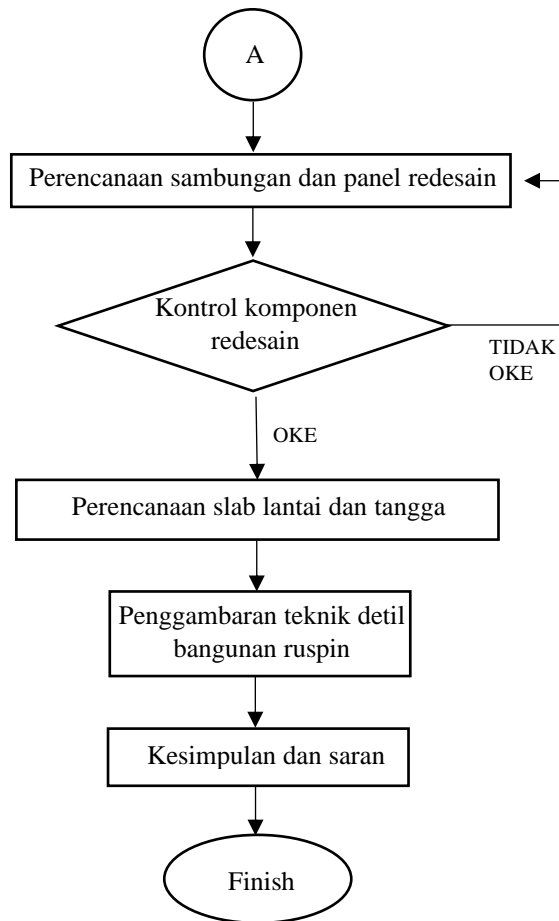 A
Perencanaan sambungan dan panel redesain
Kontrol komponen
redesain
TIDAK
OKE
OKE
Perencanaan slab lantai dan tangga
Penggambaran teknik detil
bangunan ruspin
Kesimpulan dan saran
Finish